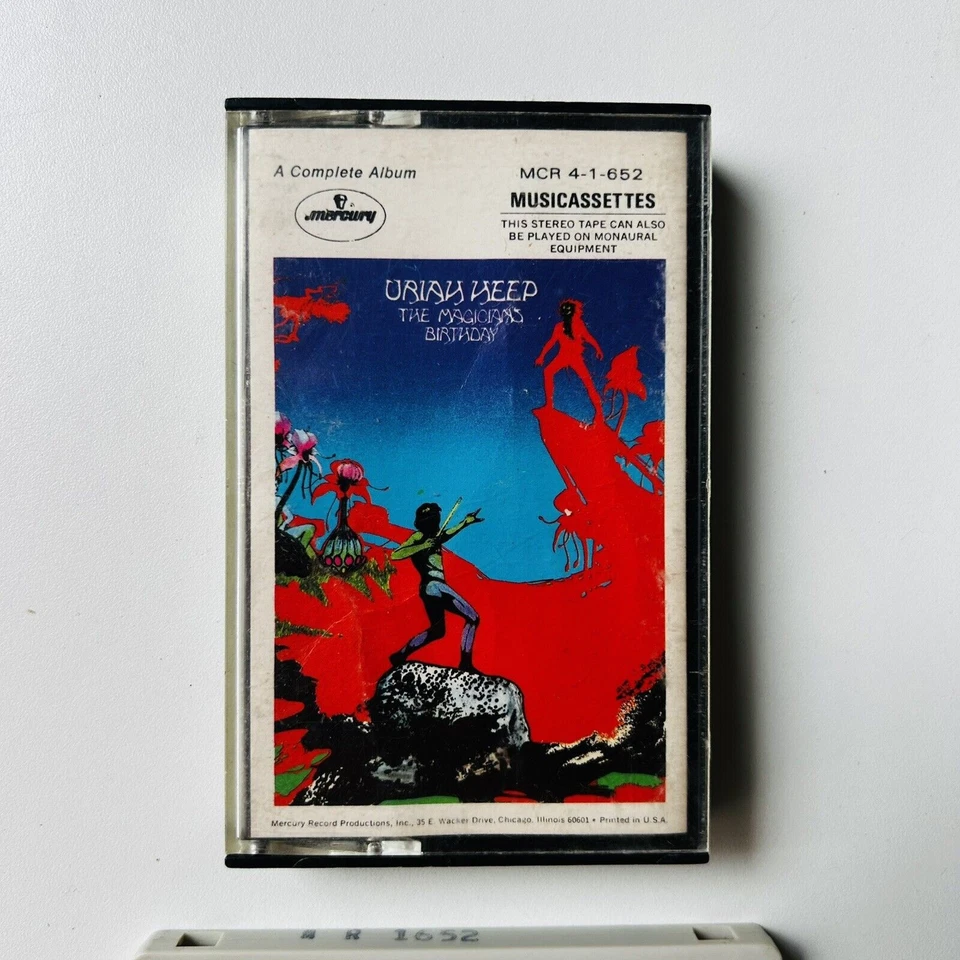 A Complete Album
mercury
MCR 4-1-652
MUSICASSETTES
THIS STEREO TAPE CAN ALSO
BE PLAYED ON MONAURAL
EQUIPMENT
URIAH HEEP
THE MAGICIAN'S
BIRTHDAY
Mercury Record Productions, Inc., 35 E. Wacker Drive, Chicago, Illinois 60601 • Printed in U.S.A.
R 1652